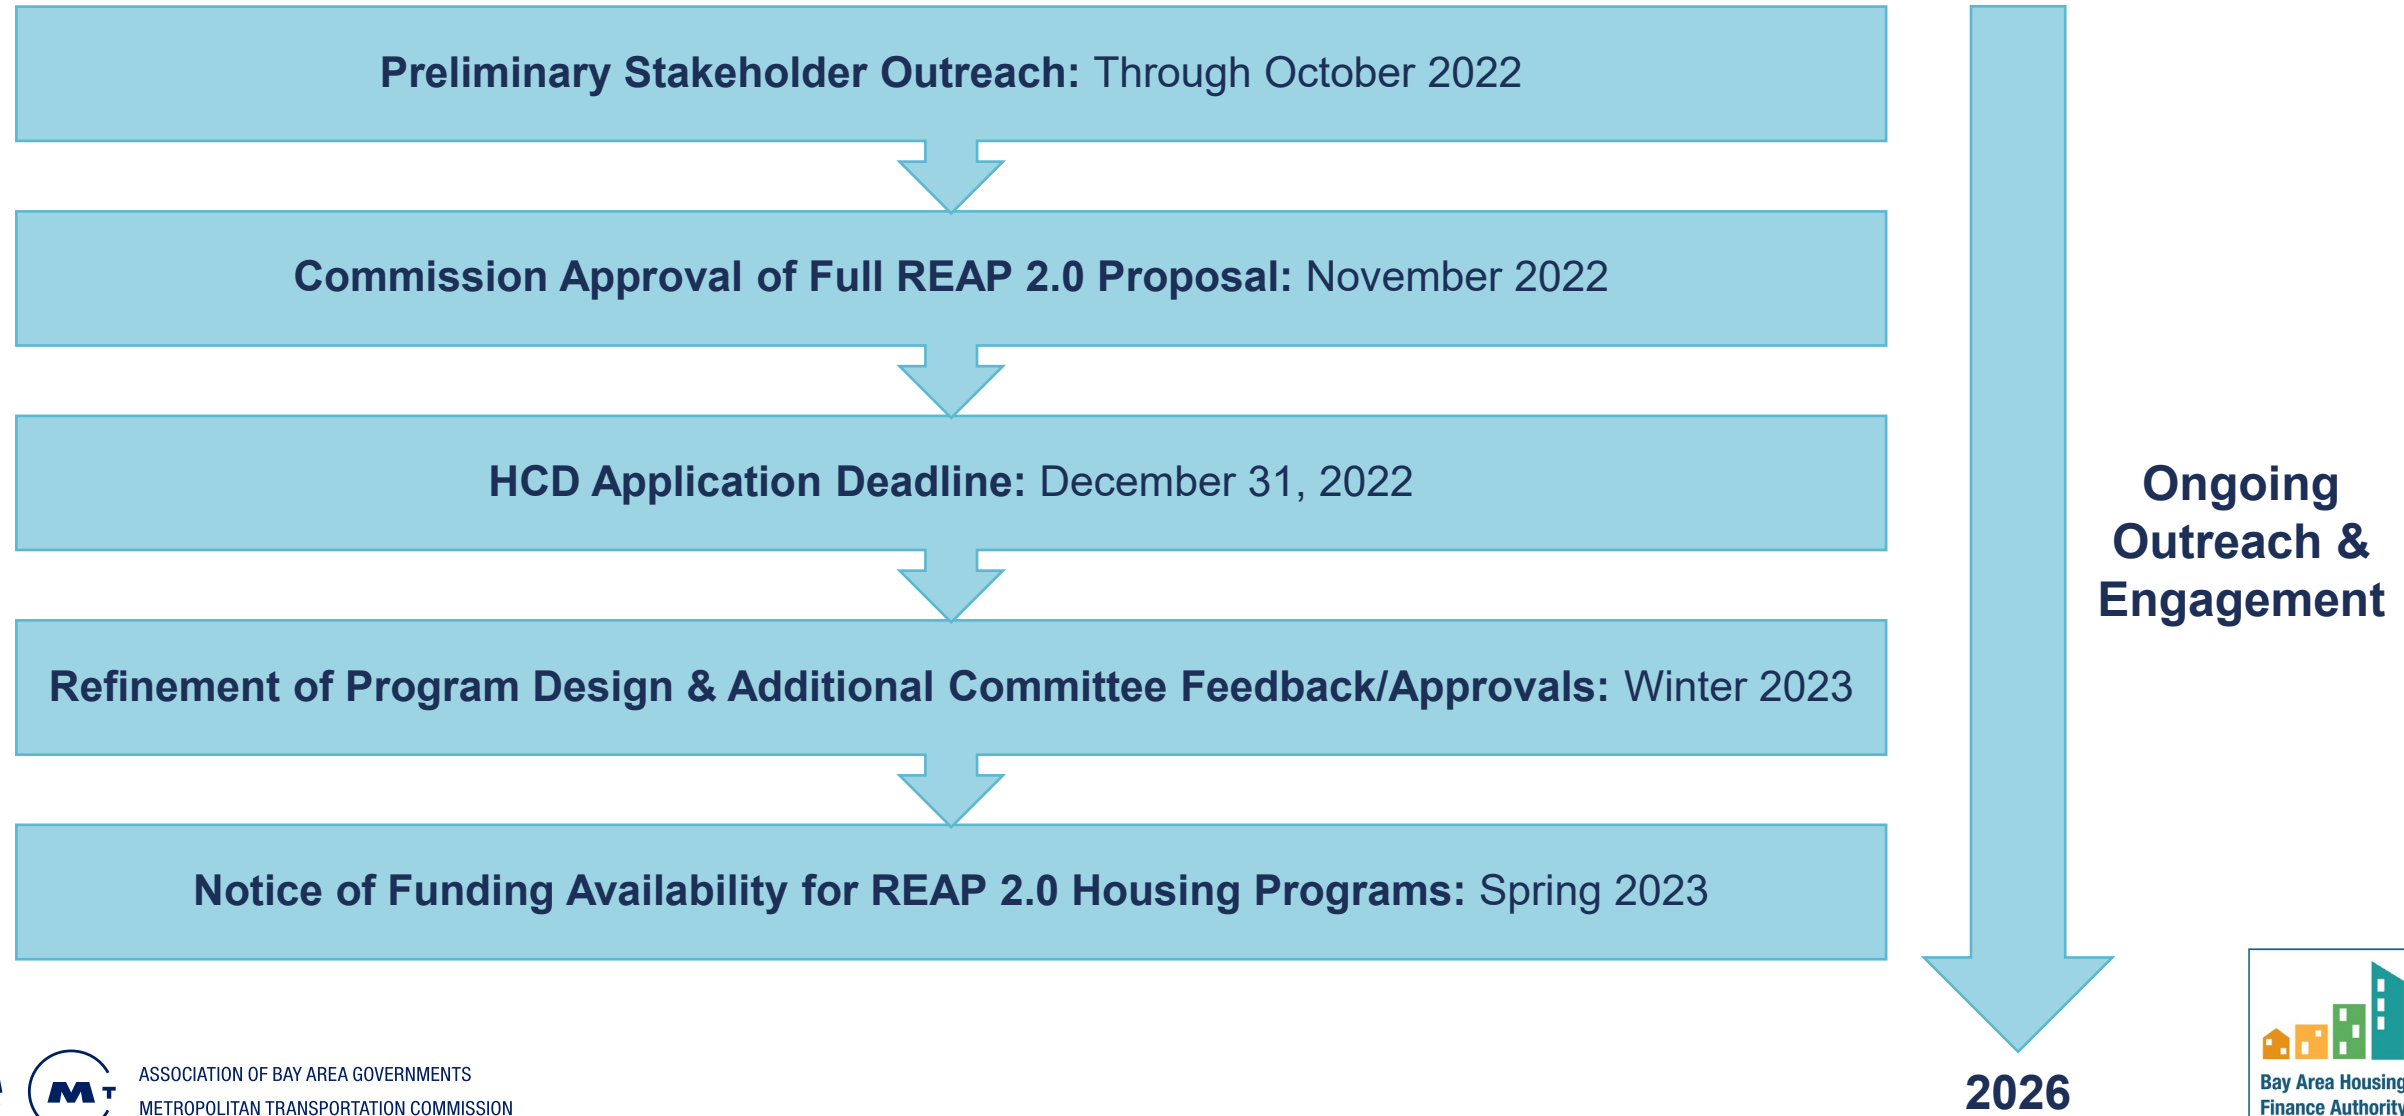 Preliminary Stakeholder Outreach: Through October 2022
Commission Approval of Full REAP 2.0 Proposal: November 2022
HCD Application Deadline: December 31, 2022
Refinement of Program Design & Additional Committee Feedback/Approvals: Winter 2023
Notice of Funding Availability for REAP 2.0 Housing Programs: Spring 2023
Ongoing
Outreach &
Engagement
2026
M T
ASSOCIATION OF BAY AREA GOVERNMENTS
METROPOLITAN TRANSPORTATION COMMISSION
Bay Area Housing
Finance Authority